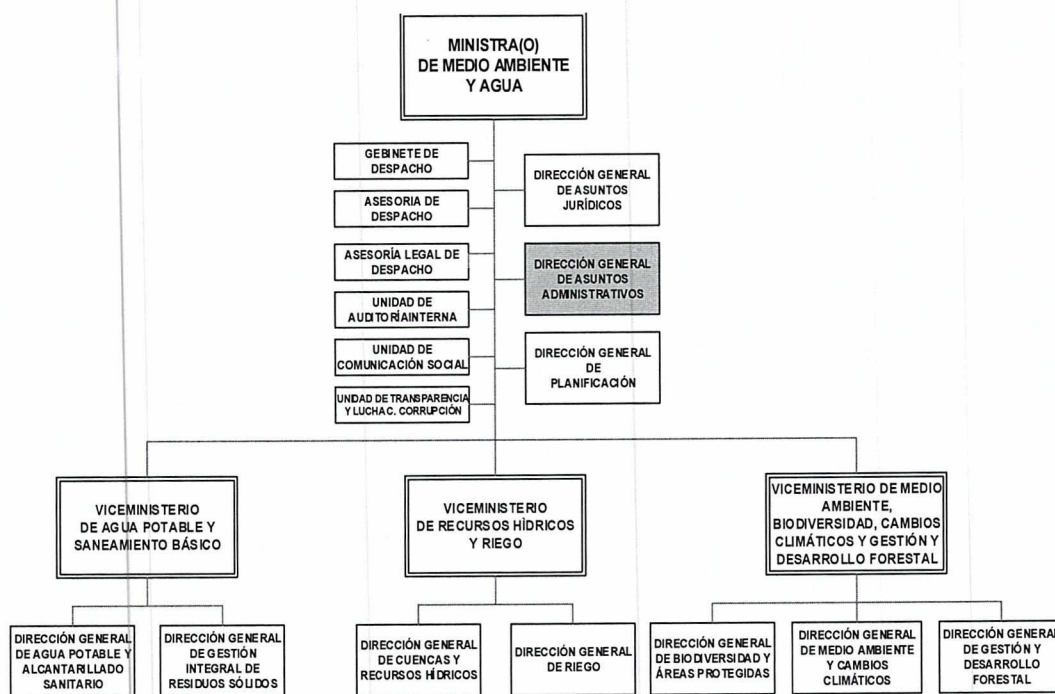 MINISTRA(O)
DE MEDIO AMBIENTE
Y AGUA
GEBINETE DE
DESPACHO
ASESORIA DE
DESPACHO
ASESORÍA LEGAL DE
DESPACHO
UNIDAD DE
AUDITORÍAINTERNA
UNIDAD DE
COMUNICACIÓN SOCIAL
UNIDAD DE TRANSPARENCIA
Y LUCHA C. CORRUPCIÓN
DIRECCIÓN GENERAL
DE ASUNTOS
JURÍDICOS
DIRECCIÓN GENERAL
DE ASUNTOS
ADMINISTRATIVOS
DIRECCIÓN GENERAL
DE
PLANIFICACIÓN
VICEMINISTERIO
DE AGUA POTABLE Y
SANEAMIENTO BÁSICO
VICEMINISTERIO
DE RECURSOS HÍDRICOS
Y RIEGO
VICEMINISTERIO DE MEDIO
AMBIENTE,
BIODIVERSIDAD, CAMBIOS
CLIMÁTICOS Y GESTIÓN Y
DESARROLLO FORESTAL
DIRECCIÓN GENERAL
DE AGUA POTABLE Y
ALCANTARILLADO
SANITARIO
DIRECCIÓN GENERAL
DE GESTIÓN
INTEGRAL DE
RESIDUOS SÓLIDOS
DIRECCIÓN GENERAL
DE CUENCAS Y
RECURSOS HÍDRICOS
DIRECCIÓN GENERAL
DE RIEGO
DIRECCIÓN GENERAL
DE BIODIVERSIDAD Y
ÁREAS PROTEGIDAS
DIRECCIÓN GENERAL
DE MEDIO AMBIENTE
Y CAMBIOS
CLIMÁTICOS
DIRECCIÓN GENERAL
DE GESTIÓN Y
DESARROLLO
FORESTAL